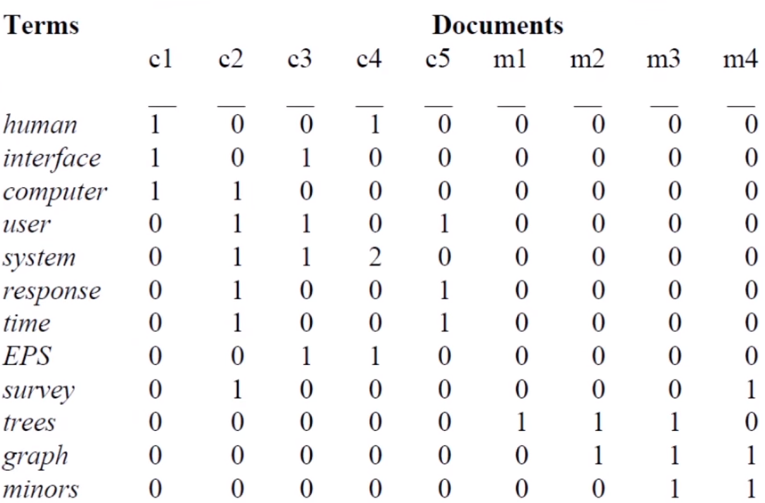 Terms Documents
c1 c2 c3 c4 c5 m1 m2 m3 m4
human 1 0 0 1 0 0 0 0 0
interface 1 0 1 0 0 0 0 0 0
computer 1 1 0 0 0 0 0 0 0
user 0 1 1 0 1 0 0 0 0
system 0 1 1 2 0 0 0 0 0
response 0 1 0 0 1 0 0 0 0
time 0 1 0 0 1 0 0 0 0
EPS 0 0 1 1 0 0 0 0 0
survey 0 1 0 0 0 0 0 0 1
trees 0 0 0 0 0 1 1 1 0
graph 0 0 0 0 0 0 1 1 1
minors 0 0 0 0 0 0 0 1 1